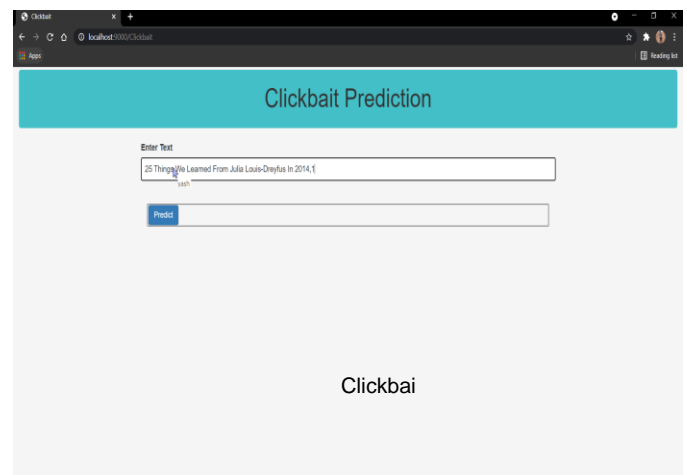 Clickbait
localhost:9000/Clickbait
Apps
Reading list
Clickbait Prediction
Enter Text
25 Things We Learned From Julia Louis-Dreyfus In 2014,1
yash
Predict
Clickbai